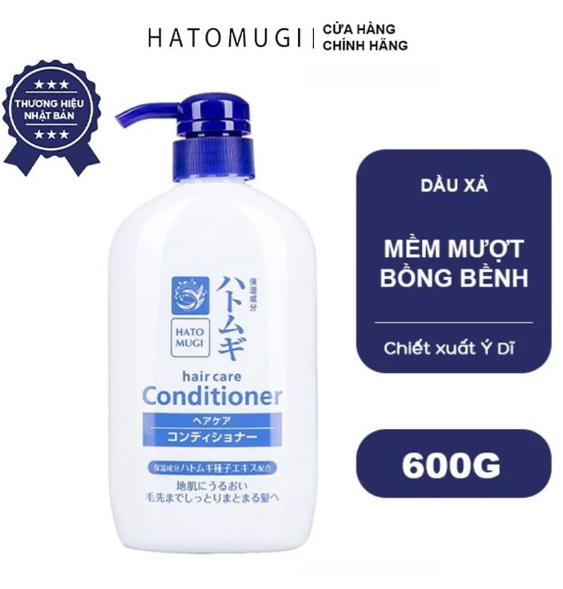 HATOMUGI
CỬA HÀNG
CHÍNH HÃNG
THƯƠNG HIỆU
NHẬT BẢN
保湿成分
ハトムギ
HATO
MUGI
hair care
Conditioner
ヘアケア
コンディショナー
保湿成分ハトムギ種子エキス配合
地肌にうるおい
毛先までしっとりまとまる髪へ
DẦU XẢ
MỀM MƯỢT
BỒNG BỀNH
Chiết xuất Ý Dĩ
600G